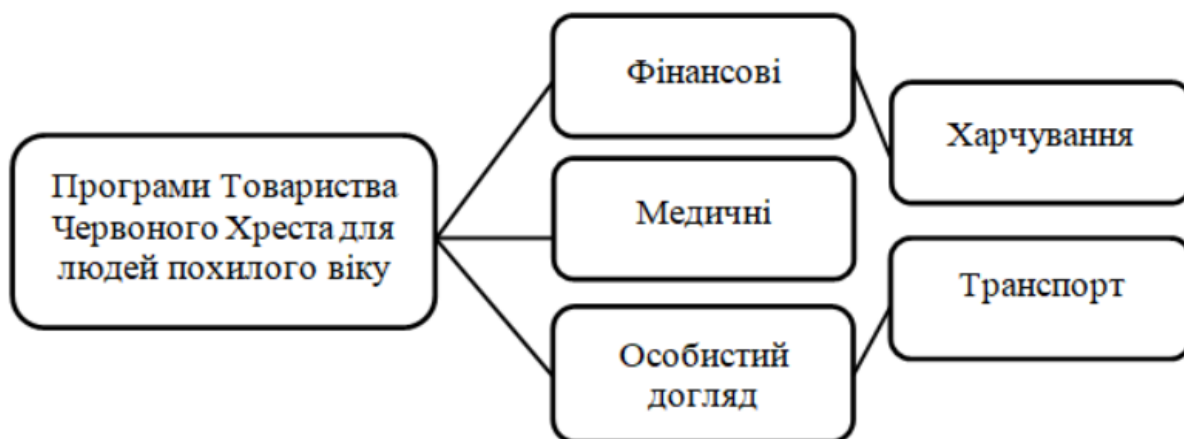 Програми Товариства
Червоного Хреста для
людей похилого віку
Фінансові
Медичні
Особистий
догляд
Харчування
Транспорт